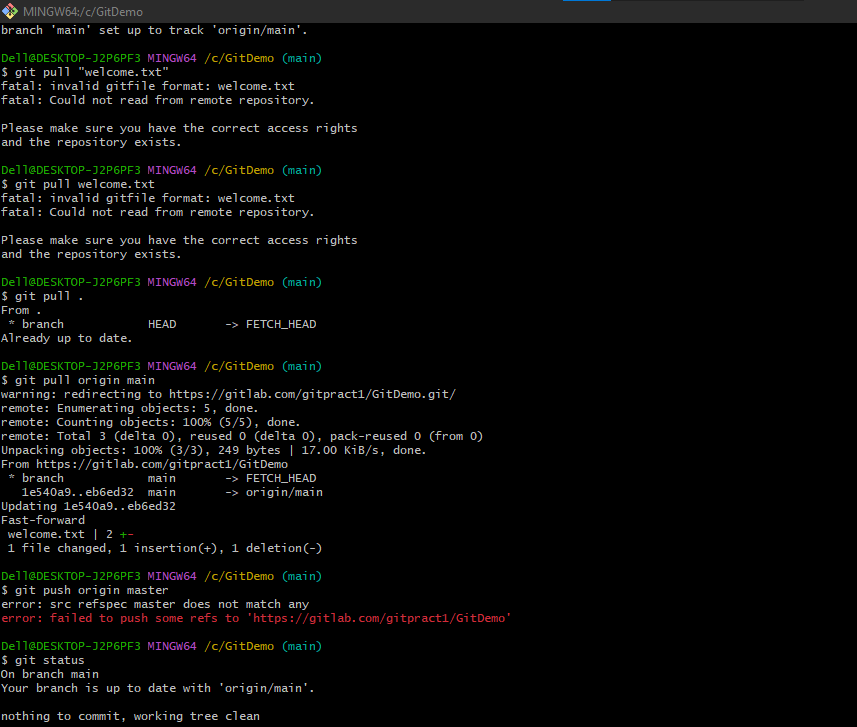 MINGW64:/c/GitDemo
branch 'main' set up to track 'origin/main'.
Dell@DESKTOP-J2P6PF3 MINGW64 /c/GitDemo (main)
$ git pull "welcome.txt"
fatal: invalid gitfile format: welcome.txt
fatal: Could not read from remote repository.
Please make sure you have the correct access rights
and the repository exists.
Dell@DESKTOP-J2P6PF3 MINGW64 /c/GitDemo (main)
$ git pull welcome.txt
fatal: invalid gitfile format: welcome.txt
fatal: Could not read from remote repository.
Please make sure you have the correct access rights
and the repository exists.
Dell@DESKTOP-J2P6PF3 MINGW64 /c/GitDemo (main)
$ git pull .
From .
 * branch            HEAD       -> FETCH_HEAD
Already up to date.
Dell@DESKTOP-J2P6PF3 MINGW64 /c/GitDemo (main)
$ git pull origin main
warning: redirecting to https://gitlab.com/gitpract1/GitDemo.git/
remote: Enumerating objects: 5, done.
remote: Counting objects: 100% (5/5), done.
remote: Total 3 (delta 0), reused 0 (delta 0), pack-reused 0 (from 0)
Unpacking objects: 100% (3/3), 249 bytes | 17.00 KiB/s, done.
From https://gitlab.com/gitpract1/GitDemo
 * branch            main       -> FETCH_HEAD
   1e540a9..eb6ed32  main       -> origin/main
Updating 1e540a9..eb6ed32
Fast-forward
 welcome.txt | 2 +-
 1 file changed, 1 insertion(+), 1 deletion(-)
Dell@DESKTOP-J2P6PF3 MINGW64 /c/GitDemo (main)
$ git push origin master
error: src refspec master does not match any
error: failed to push some refs to 'https://gitlab.com/gitpract1/GitDemo'
Dell@DESKTOP-J2P6PF3 MINGW64 /c/GitDemo (main)
$ git status
On branch main
Your branch is up to date with 'origin/main'.
nothing to commit, working tree clean